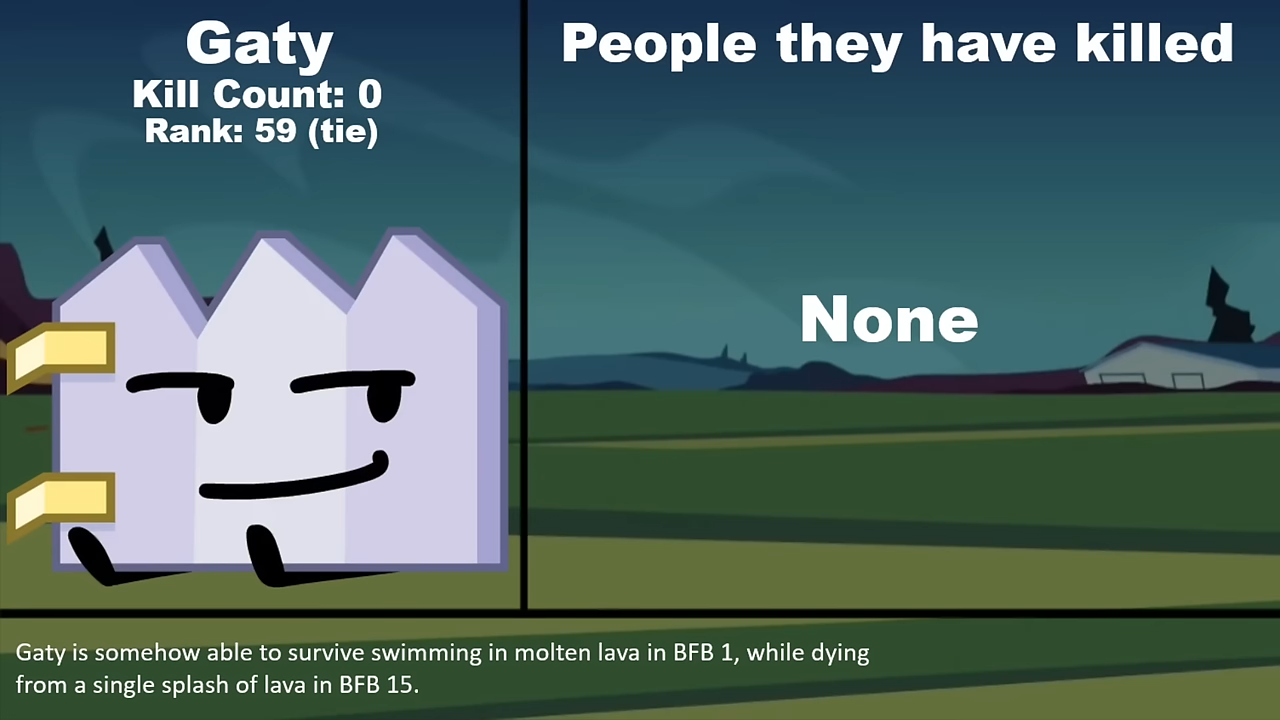 Gaty
Kill Count: 0
Rank: 59 (tie)
People they have killed
None
Gaty is somehow able to survive swimming in molten lava in BFB 1, while dying
from a single splash of lava in BFB 15.